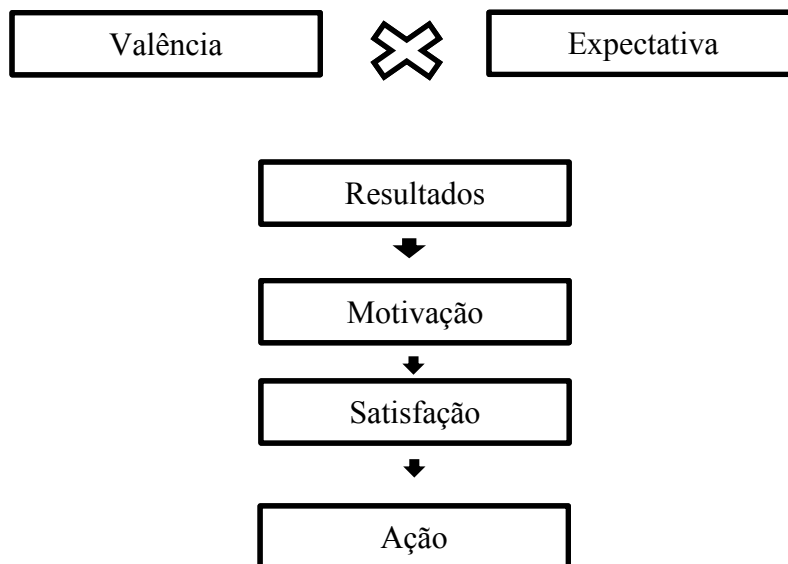 Valência
Expectativa
Resultados
Motivação
Satisfação
Ação